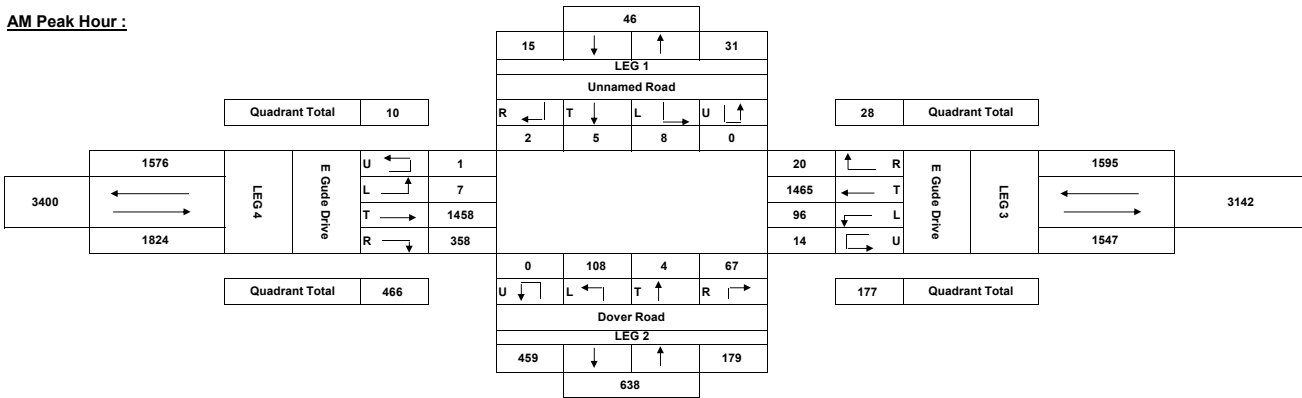 AM Peak Hour :
46
15 31
LEG 1
Unnamed Road
Quadrant Total 10
R T L U
28 Quadrant Total
2 5 8 0
1576
3400
1824
LEG 4
E Gude Drive
U 1
L 7
T 1458
R 358
20 R
1465 T
96 L
14 U
E Gude Drive
LEG 3
1595
3142
1547
0 108 4 67
Quadrant Total 466
U L T R
177 Quadrant Total
Dover Road
LEG 2
459 179
638